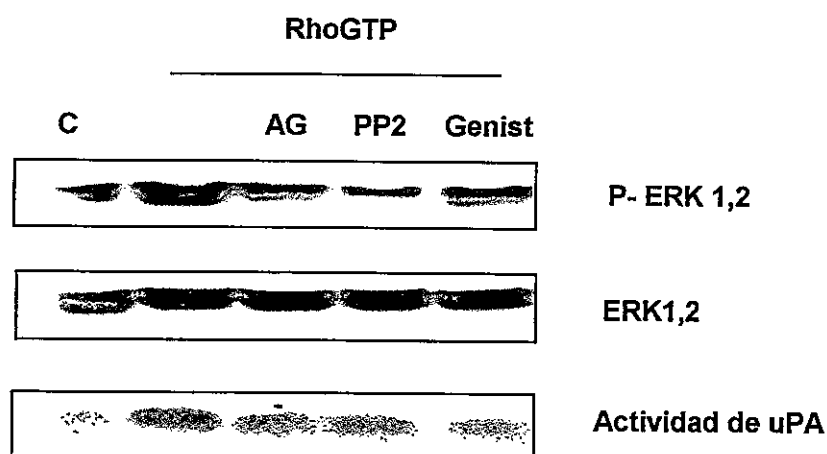 RhoGTP
C AG PP2 Genist
P- ERK 1,2
ERK1,2
Actividad de uPA